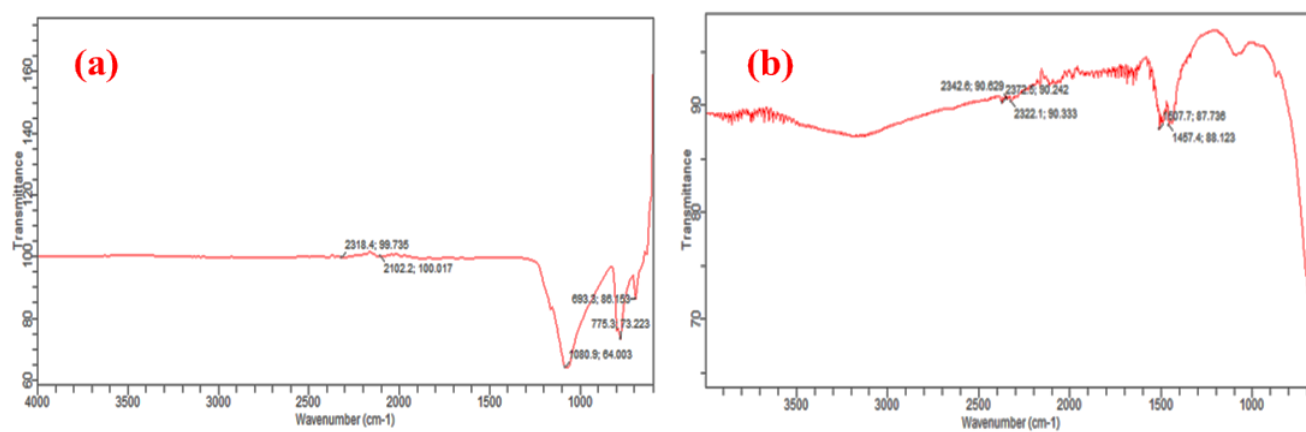 (a)
Transmittance
160
140
120
100
80
60
2318.4; 99.735
2102.2; 100.017
693.3; 86.153
775.3; 73.223
1080.9; 64.003
4000 3500 3000 2500 2000 1500 1000
Wavenumber (cm-1)
(b)
Transmittance
90
80
70
2342.6; 90.629
2372.5; 90.242
2322.1; 90.333
1507.7; 87.736
1457.4; 88.123
3500 3000 2500 2000 1500 1000
Wavenumber (cm-1)